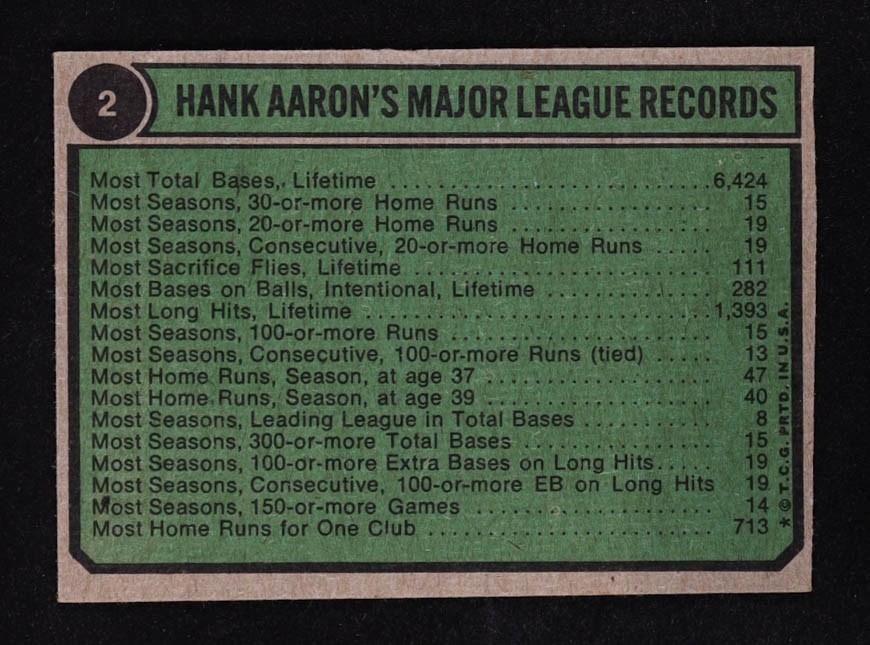 2
HANK AARON'S MAJOR LEAGUE RECORDS
Most Total Bases, Lifetime ........................... 6,424
Most Seasons, 30-or-more Home Runs ................. 15
Most Seasons, 20-or-more Home Runs ................. 19
Most Seasons, Consecutive, 20-or-more Home Runs ..... 19
Most Sacrifice Flies, Lifetime ......................... 111
Most Bases on Balls, Intentional, Lifetime .............. 282
Most Long Hits, Lifetime ............................. 1,393
Most Seasons, 100-or-more Runs ...................... 15
Most Seasons, Consecutive, 100-or-more Runs (tied) ..... 13
Most Home Runs, Season, at age 37 ................... 47
Most Home Runs, Season, at age 39 ................... 40
Most Seasons, Leading League in Total Bases ........... 8
Most Seasons, 300-or-more Total Bases ................ 15
Most Seasons, 100-or-more Extra Bases on Long Hits ..... 19
Most Seasons, Consecutive, 100-or-more EB on Long Hits 19
Most Seasons, 150-or-more Games .................... 14
Most Home Runs for One Club ........................ 713
* © T.C.G. PRTD. IN U.S.A.